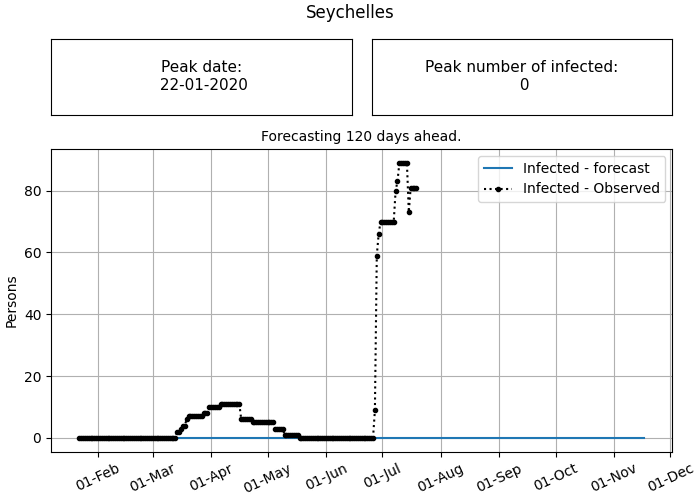 Seychelles
Peak date:
22-01-2020
Peak number of infected:
0
Forecasting 120 days ahead.
Infected - forecast
Infected - Observed
Persons
80
60
40
20
0
01-Feb
01-Mar
01-Apr
01-May
01-Jun
01-Jul
01-Aug
01-Sep
01-Oct
01-Nov
01-Dec